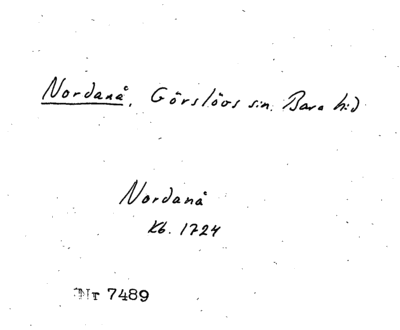 Nordanå, Görslövs sn. Bara hd
Nordanå
Kb. 1724
Nr 7489